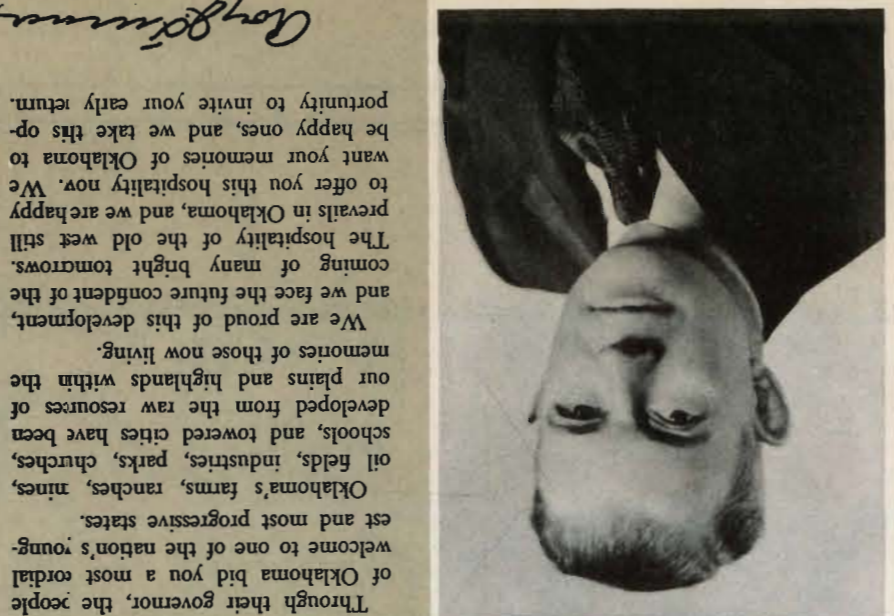 Through their governor, the people
of Oklahoma bid you a most cordial
welcome to one of the nation's young-
est and most progressive states.
Oklahoma's farms, ranches, mines,
oil fields, industries, parks, churches,
schools, and towered cities have been
developed from the raw resources of
our plains and highlands within the
memories of those now living.
We are proud of this development,
and we face the future confident of the
coming of many bright tomorrows.
The hospitality of the old west still
prevails in Oklahoma, and we are happy
to offer you this hospitality now. We
want your memories of Oklahoma to
be happy ones, and we take this op-
portunity to invite your early return.
Roy J. Turner